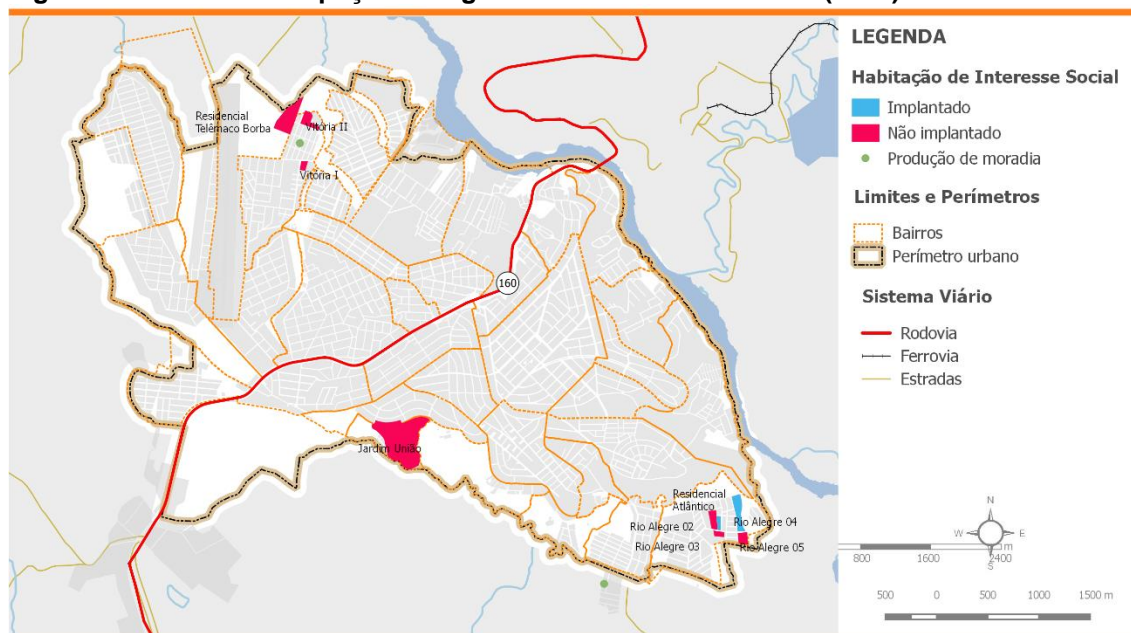 LEGENDA
Habitação de Interesse Social
Implantado
Não implantado
Produção de moradia
Limites e Perímetros
Bairros
Perímetro urbano
Sistema Viário
Rodovia
Ferrovia
Estradas
Residencial
Telêmaco Borba
Vitória II
Vitória I
160
Jardim União
Residencial
Atlântico
Rio Alegre 02
Rio Alegre 04
Rio Alegre 03
Rio Alegre 05
N
W
E
S
800 1600 2400 m
500 0 500 1000 1500 m